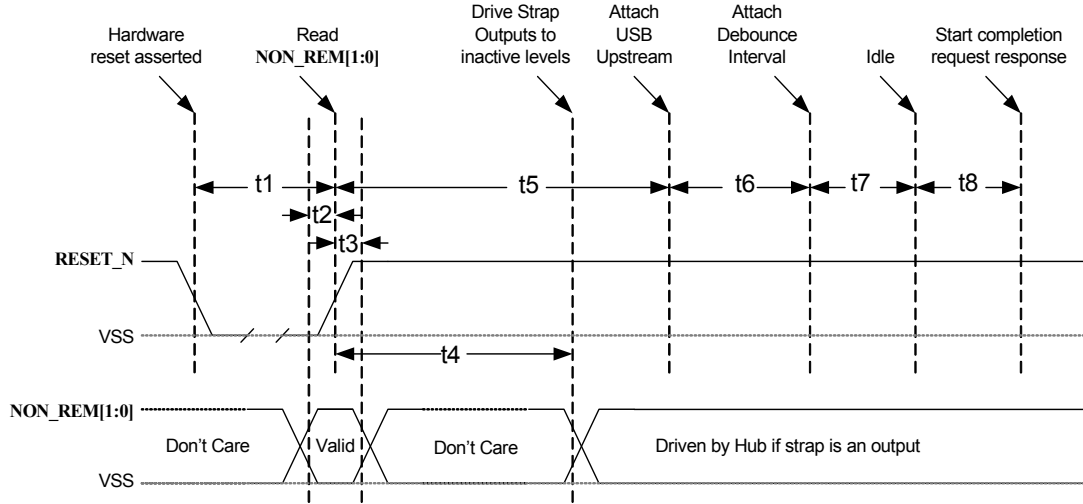 Hardware
reset asserted
Read
NON_REM[1:0]
Drive Strap
Outputs to
inactive levels
Attach
USB
Upstream
Attach
Debounce
Interval
Idle
Start completion
request response
t1
t5
t6
t7
t8
t2
t3
RESET_N
VSS
t4
NON_REM[1:0]
Don't Care
Valid
Don't Care
Driven by Hub if strap is an output
VSS